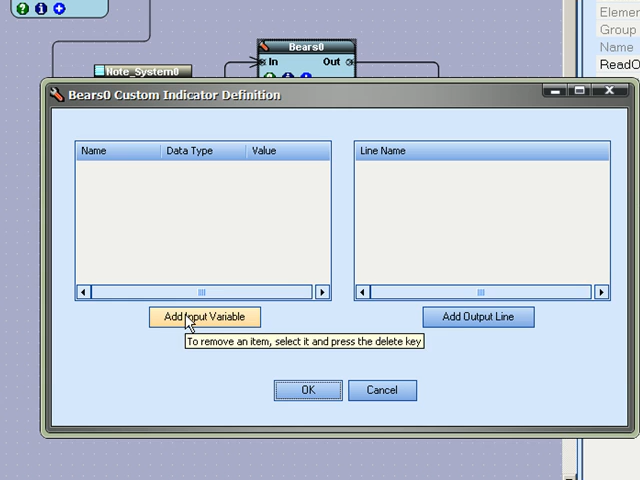 Elemen
Group
Name
ReadO
Bears0
In Out
Note_System0
Bears0 Custom Indicator Definition
Name Data Type Value
Line Name
Add Input Variable
Add Output Line
To remove an item, select it and press the delete key
OK
Cancel